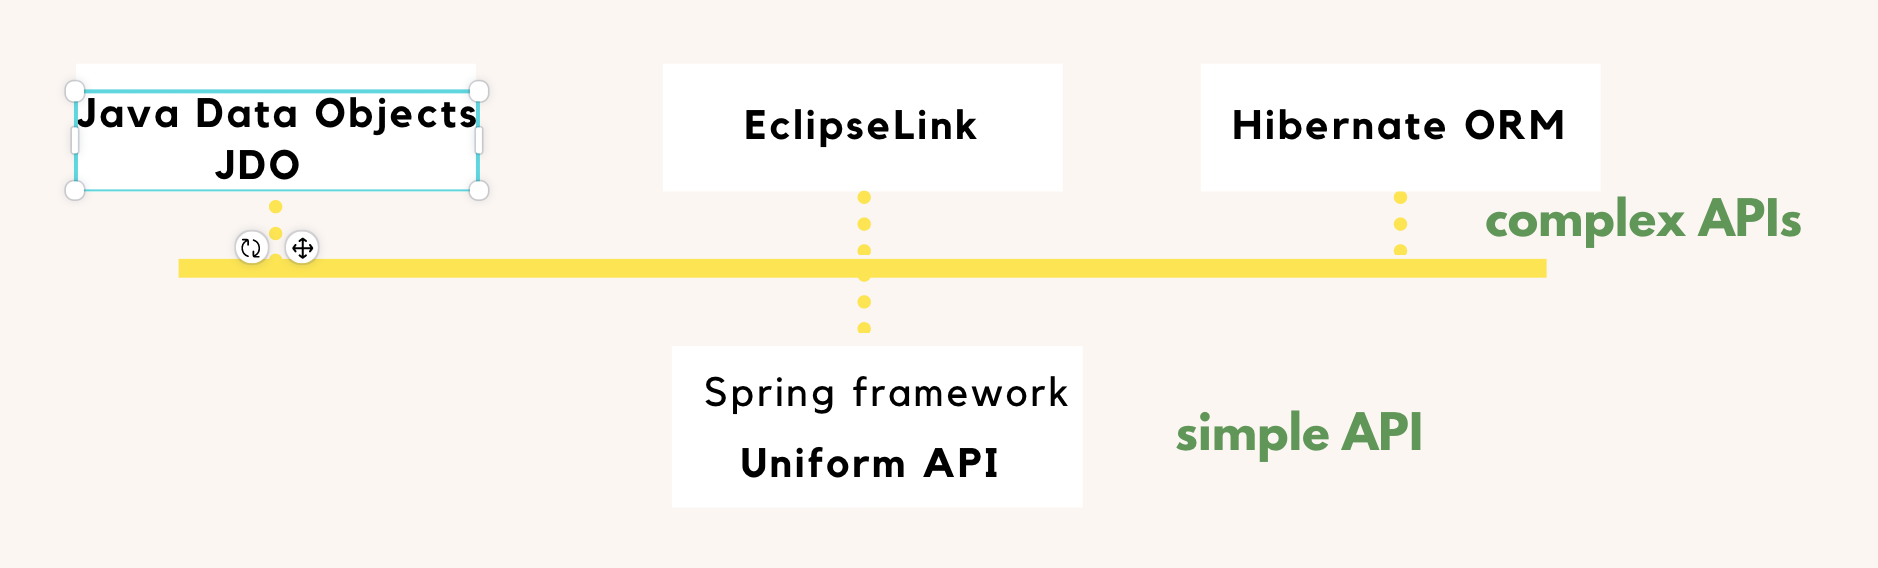 Java Data Objects
JDO
EclipseLink
Hibernate ORM
complex APIs
Spring framework
Uniform API
simple API